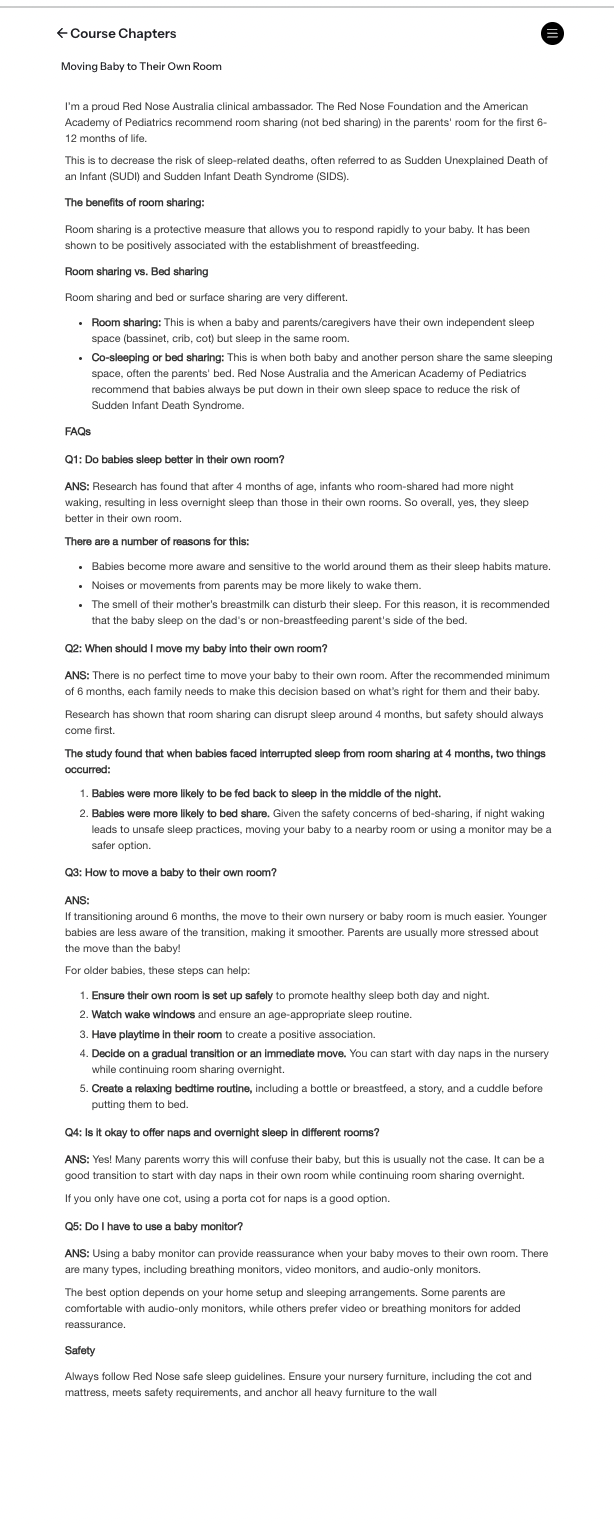 ← Course Chapters
Moving Baby to Their Own Room
I'm a proud Red Nose Australia clinical ambassador. The Red Nose Foundation and the American
Academy of Pediatrics recommend room sharing (not bed sharing) in the parents' room for the first 6-
12 months of life.
This is to decrease the risk of sleep-related deaths, often referred to as Sudden Unexplained Death of
an Infant (SUDI) and Sudden Infant Death Syndrome (SIDS).
The benefits of room sharing:
Room sharing is a protective measure that allows you to respond rapidly to your baby. It has been
shown to be positively associated with the establishment of breastfeeding.
Room sharing vs. Bed sharing
Room sharing and bed or surface sharing are very different.
• Room sharing: This is when a baby and parents/caregivers have their own independent sleep
space (bassinet, crib, cot) but sleep in the same room.
• Co-sleeping or bed sharing: This is when both baby and another person share the same sleeping
space, often the parents' bed. Red Nose Australia and the American Academy of Pediatrics
recommend that babies always be put down in their own sleep space to reduce the risk of
Sudden Infant Death Syndrome.
FAQs
Q1: Do babies sleep better in their own room?
ANS: Research has found that after 4 months of age, infants who room-shared had more night
waking, resulting in less overnight sleep than those in their own rooms. So overall, yes, they sleep
better in their own room.
There are a number of reasons for this:
• Babies become more aware and sensitive to the world around them as their sleep habits mature.
• Noises or movements from parents may be more likely to wake them.
• The smell of their mother's breastmilk can disturb their sleep. For this reason, it is recommended
that the baby sleep on the dad's or non-breastfeeding parent's side of the bed.
Q2: When should I move my baby into their own room?
ANS: There is no perfect time to move your baby to their own room. After the recommended minimum
of 6 months, each family needs to make this decision based on what's right for them and their baby.
Research has shown that room sharing can disrupt sleep around 4 months, but safety should always
come first.
The study found that when babies faced interrupted sleep from room sharing at 4 months, two things
occurred:
1. Babies were more likely to be fed back to sleep in the middle of the night.
2. Babies were more likely to bed share. Given the safety concerns of bed-sharing, if night waking
leads to unsafe sleep practices, moving your baby to a nearby room or using a monitor may be a
safer option.
Q3: How to move a baby to their own room?
ANS:
If transitioning around 6 months, the move to their own nursery or baby room is much easier. Younger
babies are less aware of the transition, making it smoother. Parents are usually more stressed about
the move than the baby!
For older babies, these steps can help:
1. Ensure their own room is set up safely to promote healthy sleep both day and night.
2. Watch wake windows and ensure an age-appropriate sleep routine.
3. Have playtime in their room to create a positive association.
4. Decide on a gradual transition or an immediate move. You can start with day naps in the nursery
while continuing room sharing overnight.
5. Create a relaxing bedtime routine, including a bottle or breastfeed, a story, and a cuddle before
putting them to bed.
Q4: Is it okay to offer naps and overnight sleep in different rooms?
ANS: Yes! Many parents worry this will confuse their baby, but this is usually not the case. It can be a
good transition to start with day naps in their own room while continuing room sharing overnight.
If you only have one cot, using a porta cot for naps is a good option.
Q5: Do I have to use a baby monitor?
ANS: Using a baby monitor can provide reassurance when your baby moves to their own room. There
are many types, including breathing monitors, video monitors, and audio-only monitors.
The best option depends on your home setup and sleeping arrangements. Some parents are
comfortable with audio-only monitors, while others prefer video or breathing monitors for added
reassurance.
Safety
Always follow Red Nose safe sleep guidelines. Ensure your nursery furniture, including the cot and
mattress, meets safety requirements, and anchor all heavy furniture to the wall